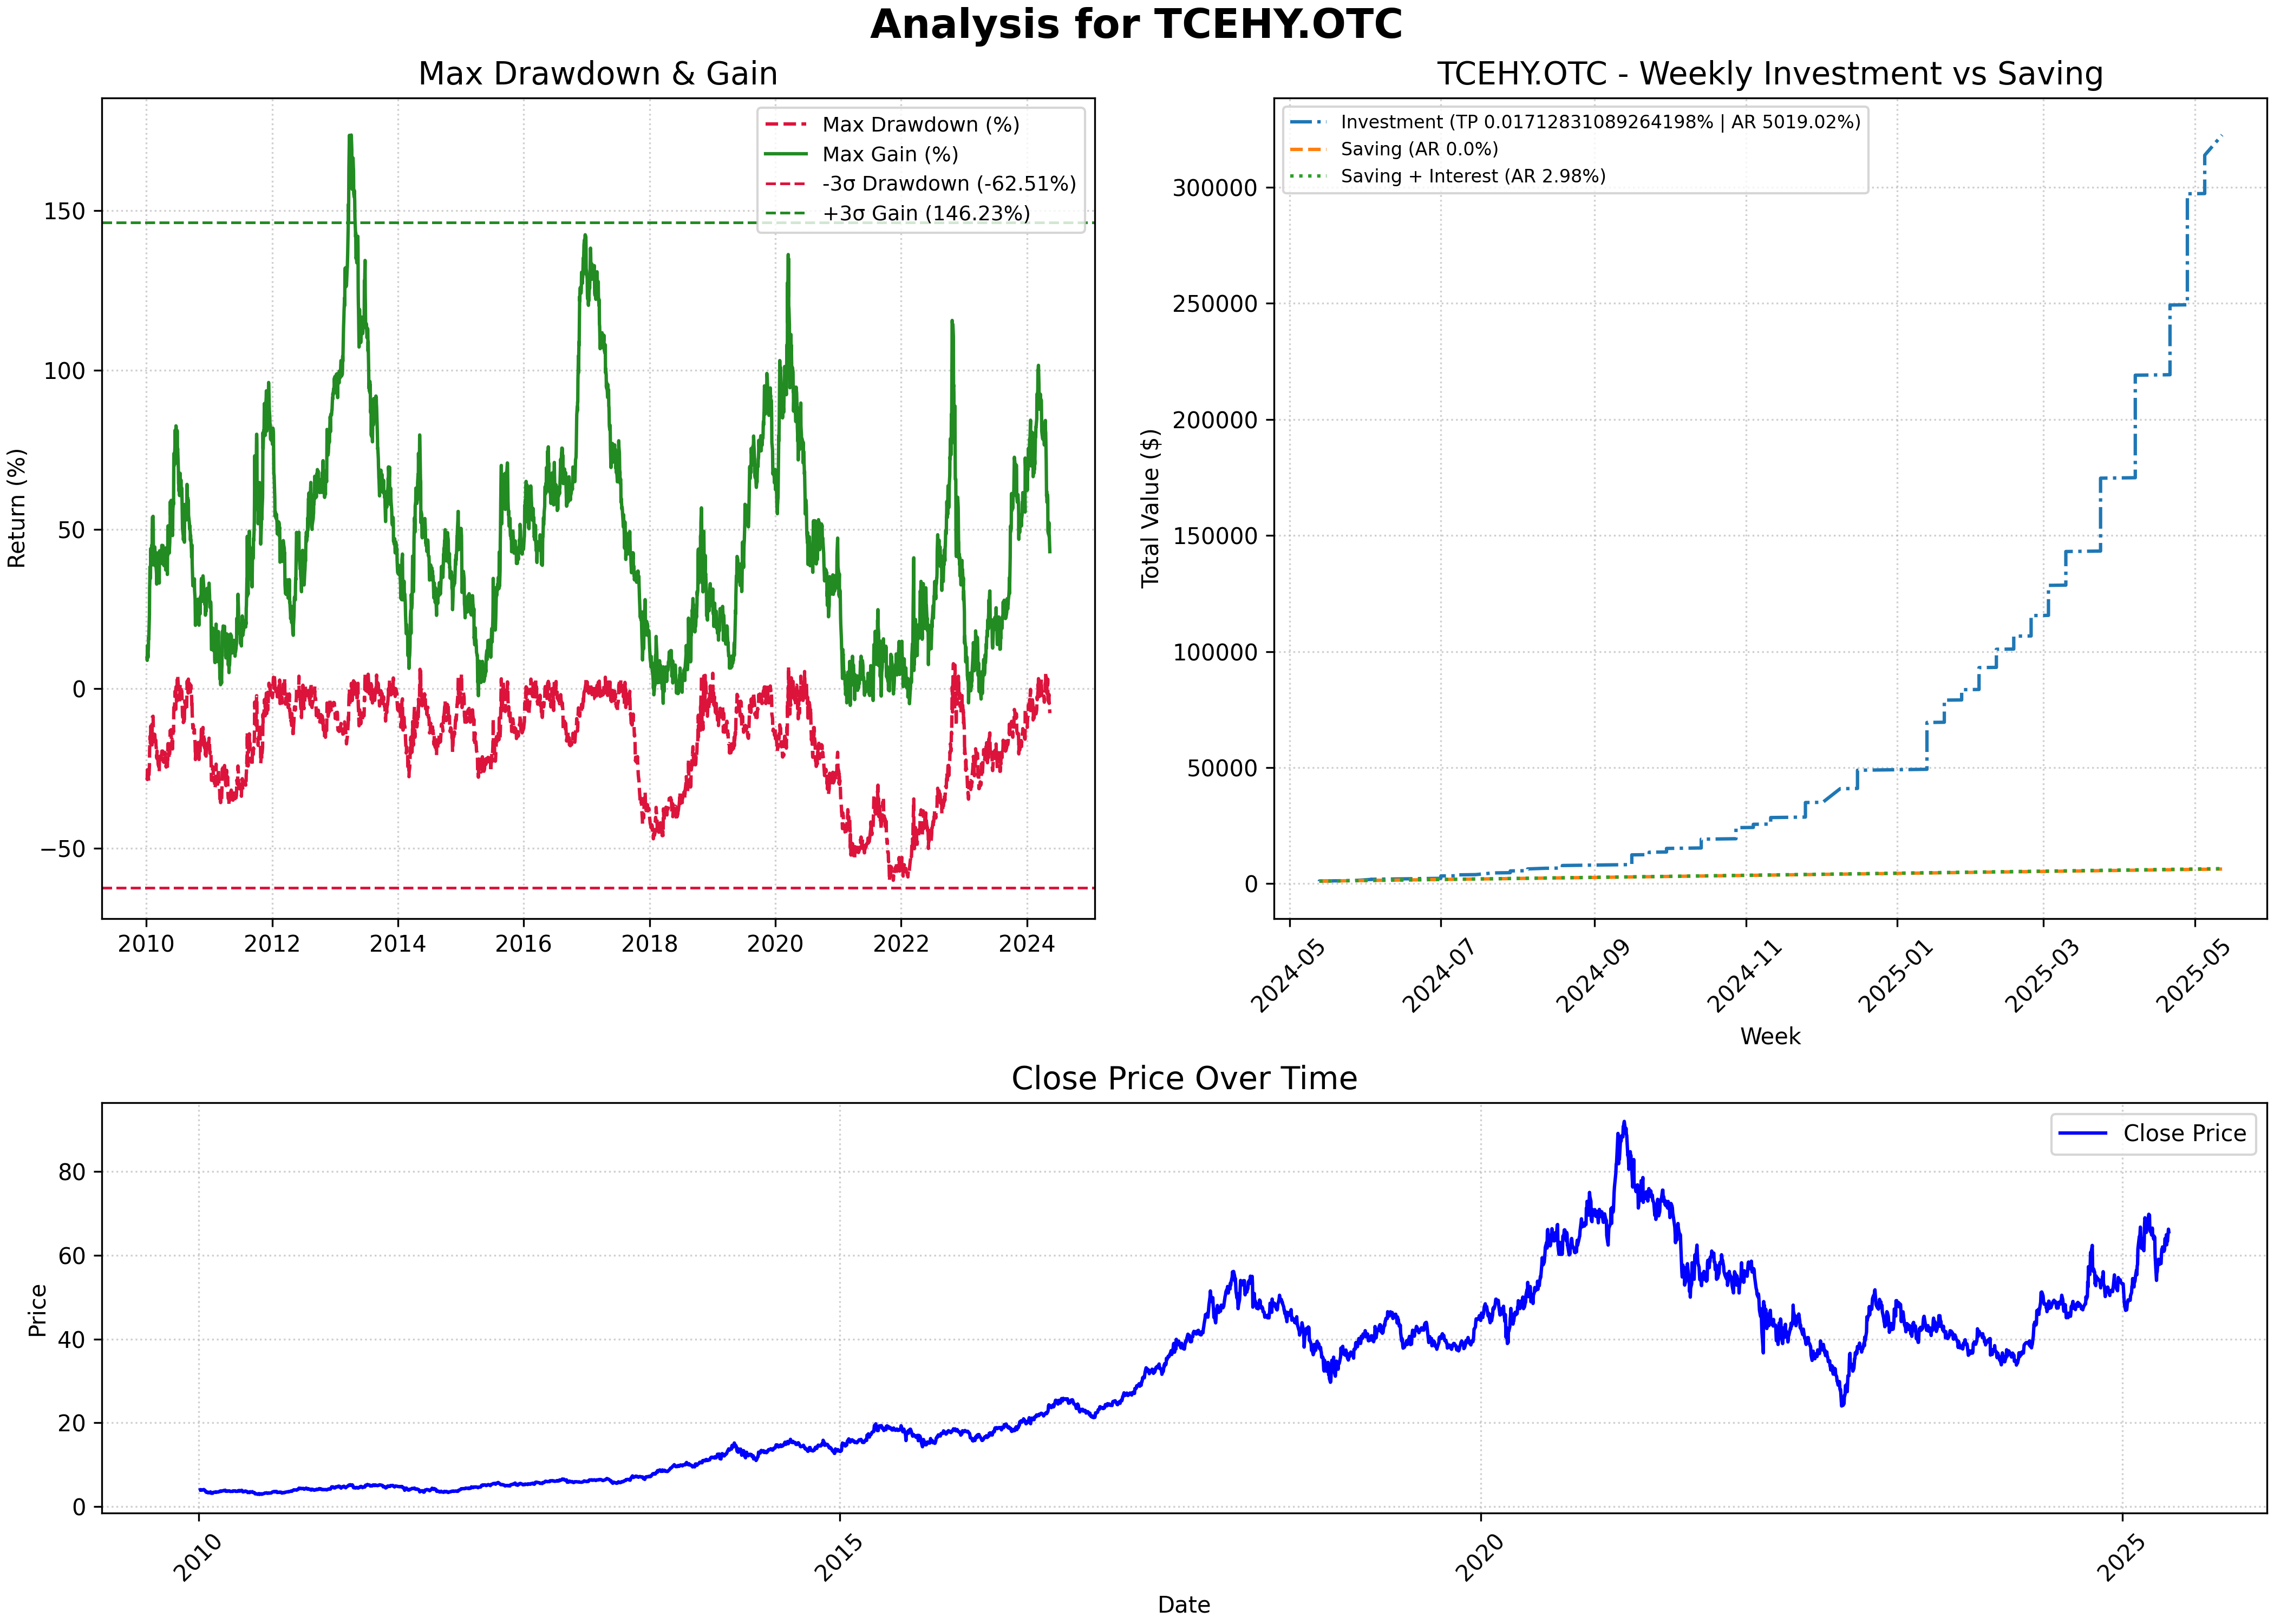 Analysis for TCEHY.OTC
Max Drawdown & Gain
Max Drawdown (%)
Max Gain (%)
-3σ Drawdown (-62.51%)
+3σ Gain (146.23%)
Return (%)
150
100
50
0
−50
2010 2012 2014 2016 2018 2020 2022 2024
TCEHY.OTC - Weekly Investment vs Saving
Investment (TP 0.01712831089264198% | AR 5019.02%)
Saving (AR 0.0%)
Saving + Interest (AR 2.98%)
Total Value ($)
300000
250000
200000
150000
100000
50000
0
2024-05 2024-07 2024-09 2024-11 2025-01 2025-03 2025-05
Week
Close Price Over Time
Close Price
Price
80
60
40
20
0
2010 2015 2020 2025
Date